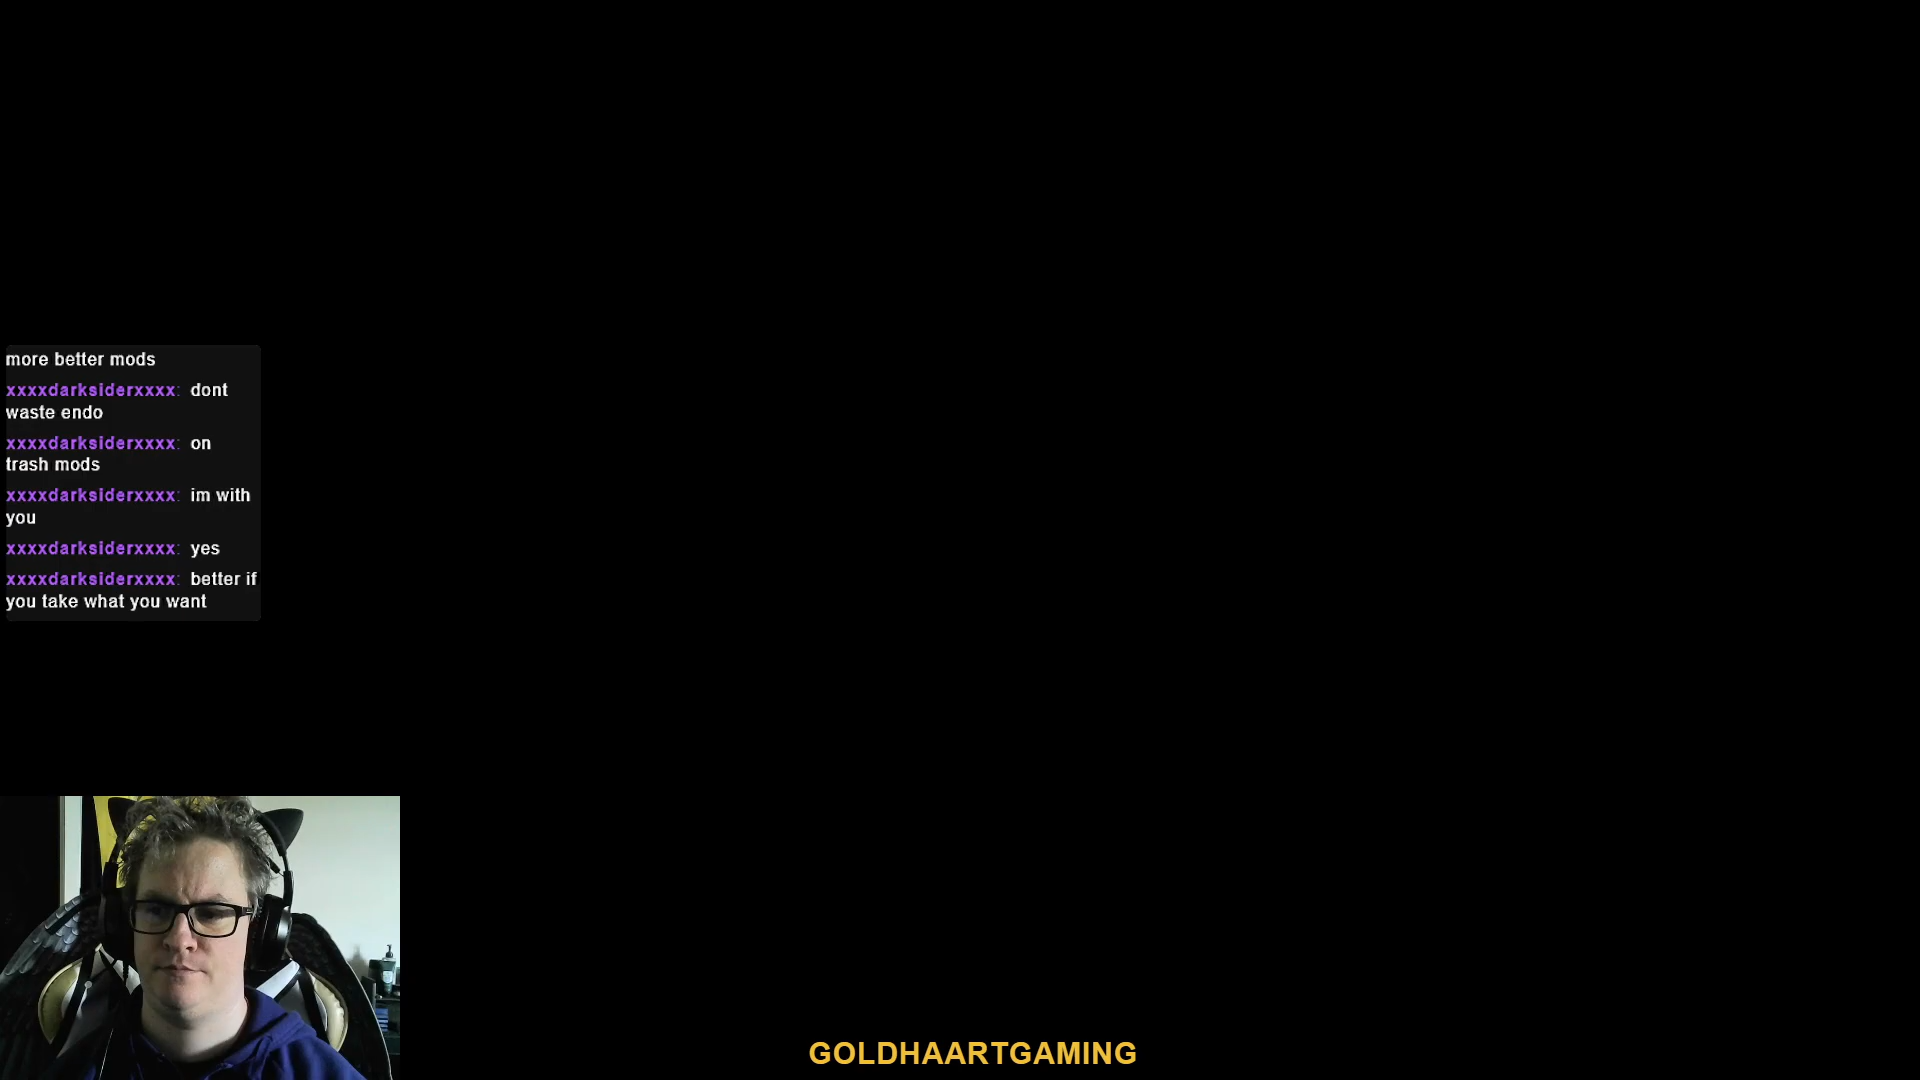 more better mods
xxxxdarksiderxxxx: dont
waste endo
xxxxdarksiderxxxx: on
trash mods
xxxxdarksiderxxxx: im with
you
xxxxdarksiderxxxx: yes
xxxxdarksiderxxxx: better if
you take what you want
GOLDHAARTGAMING